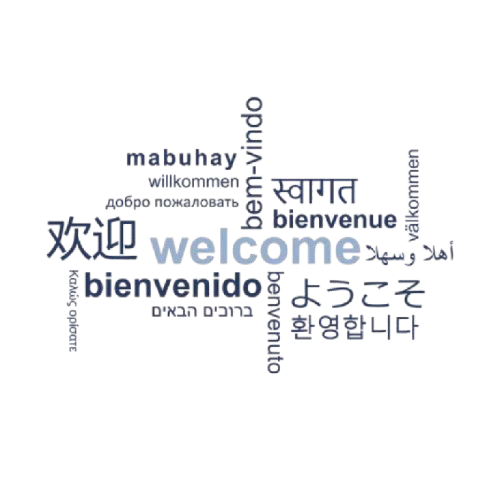 bem-vindo
mabuhay
willkommen
добро пожаловать
स्वागत
välkommen
bienvenue
欢迎
welcome
أهلا وسهلا
Καλώς ορίσατε
bienvenido
benvenuto
ようこそ
ברוכים הבאים
환영합니다